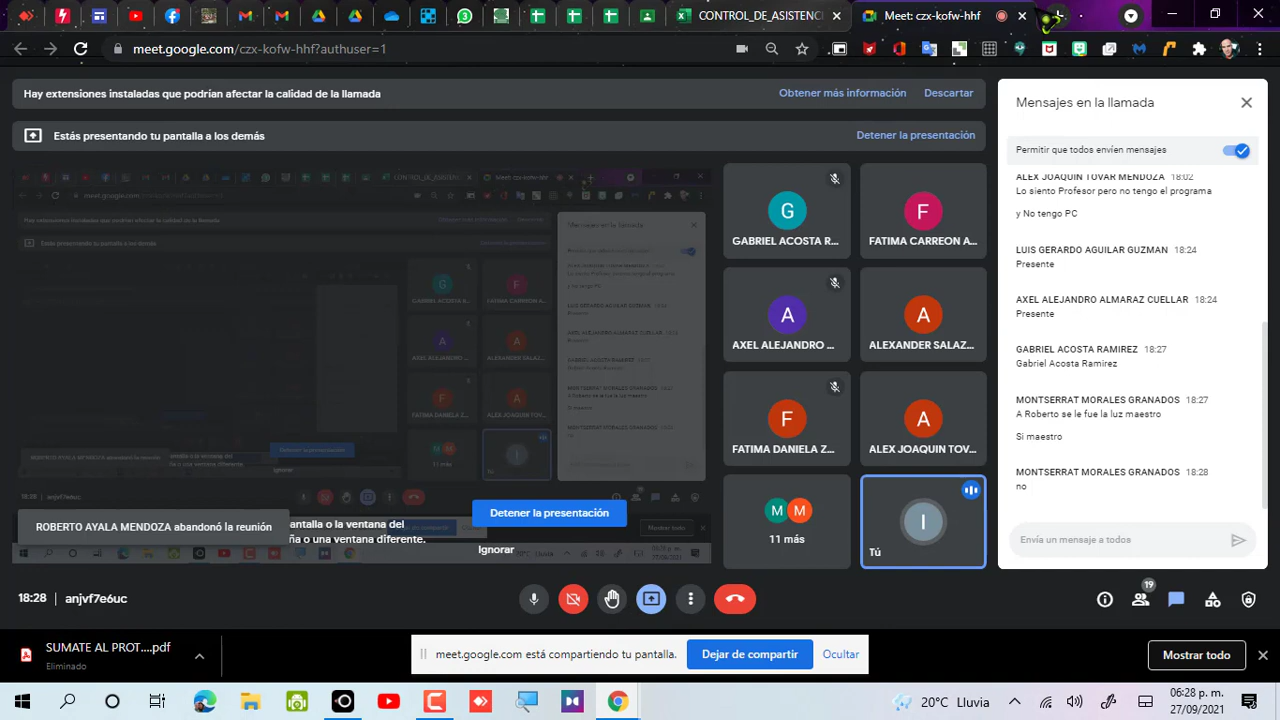 CONTROL_DE_ASISTENC
Meet: czx-kofw-hhf
meet.google.com/czx-kofw-hhf?authuser=1
Hay extensiones instaladas que podrían afectar la calidad de la llamada
Obtener más información
Descartar
Estás presentando tu pantalla a los demás
Detener la presentación
GABRIEL ACOSTA R...
FATIMA CARREON A...
AXEL ALEJANDRO ...
ALEXANDER SALAZ...
FATIMA DANIELA Z...
ALEX JOAQUIN TOV...
G
F
A
A
F
A
M
M
11 más
I
Tú
Mensajes en la llamada
Permitir que todos envíen mensajes
ALEX JOAQUIN TOVAR MENDOZA 18:02
Lo siento Profesor pero no tengo el programa
y No tengo PC
LUIS GERARDO AGUILAR GUZMAN 18:24
Presente
AXEL ALEJANDRO ALMARAZ CUELLAR 18:24
Presente
GABRIEL ACOSTA RAMIREZ 18:27
Gabriel Acosta Ramirez
MONTSERRAT MORALES GRANADOS 18:27
A Roberto se le fue la luz maestro
Si maestro
MONTSERRAT MORALES GRANADOS 18:28
no
Envía un mensaje a todos
ROBERTO AYALA MENDOZA abandonó la reunión
antalla o la ventana del
ña o una ventana diferente.
Detener la presentación
Ignorar
18:28
anjvf7e6uc
19
SUMATE AL PROT....pdf
Eliminado
meet.google.com está compartiendo tu pantalla.
Dejar de compartir
Ocultar
Mostrar todo
20°C Lluvia
06:28 p. m.
27/09/2021